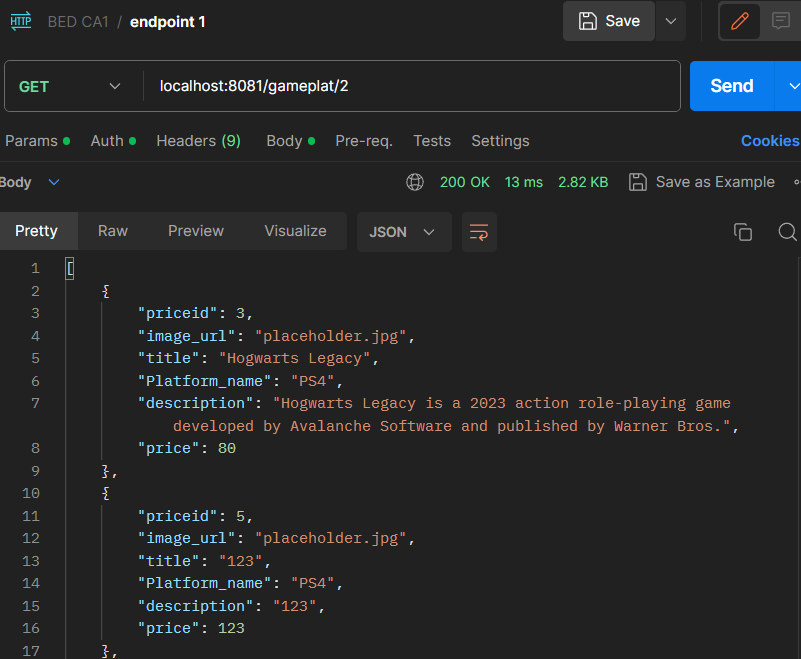 HTTP BED CA1 / endpoint 1 Save
GET localhost:8081/gameplat/2 Send
Params Auth Headers (9) Body Pre-req. Tests Settings Cookies
Body 200 OK 13 ms 2.82 KB Save as Example
Pretty Raw Preview Visualize JSON
1 [
2 {
3 "priceid": 3,
4 "image_url": "placeholder.jpg",
5 "title": "Hogwarts Legacy",
6 "Platform_name": "PS4",
7 "description": "Hogwarts Legacy is a 2023 action role-playing game
developed by Avalanche Software and published by Warner Bros.",
8 "price": 80
9 },
10 {
11 "priceid": 5,
12 "image_url": "placeholder.jpg",
13 "title": "123",
14 "Platform_name": "PS4",
15 "description": "123",
16 "price": 123
17 },